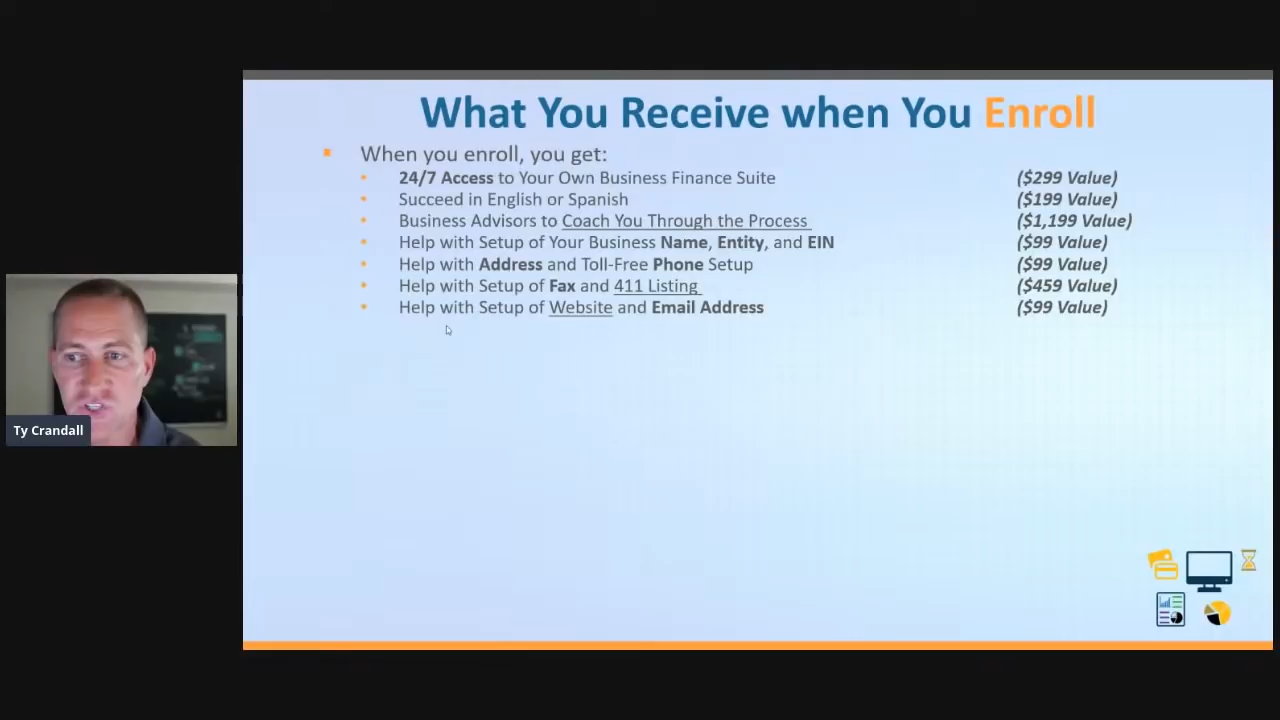 What You Receive when You Enroll
When you enroll, you get:
24/7 Access to Your Own Business Finance Suite ($299 Value)
Succeed in English or Spanish ($199 Value)
Business Advisors to Coach You Through the Process ($1,199 Value)
Help with Setup of Your Business Name, Entity, and EIN ($99 Value)
Help with Address and Toll-Free Phone Setup ($99 Value)
Help with Setup of Fax and 411 Listing ($459 Value)
Help with Setup of Website and Email Address ($99 Value)
Ty Crandall